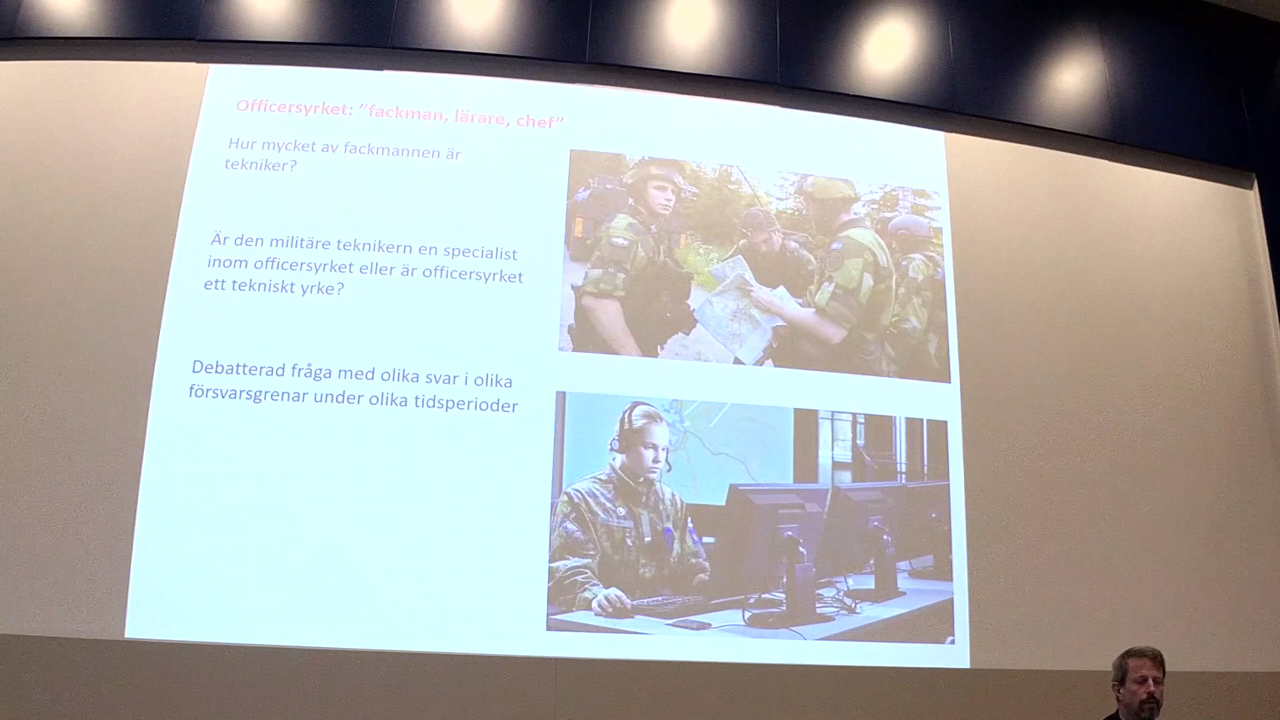 Officersyrket: ”fackman, lärare, chef”
Hur mycket av fackmannen är
tekniker?
Är den militäre teknikern en specialist
inom officersyrket eller är officersyrket
ett tekniskt yrke?
Debatterad fråga med olika svar i olika
försvarsgrenar under olika tidsperioder